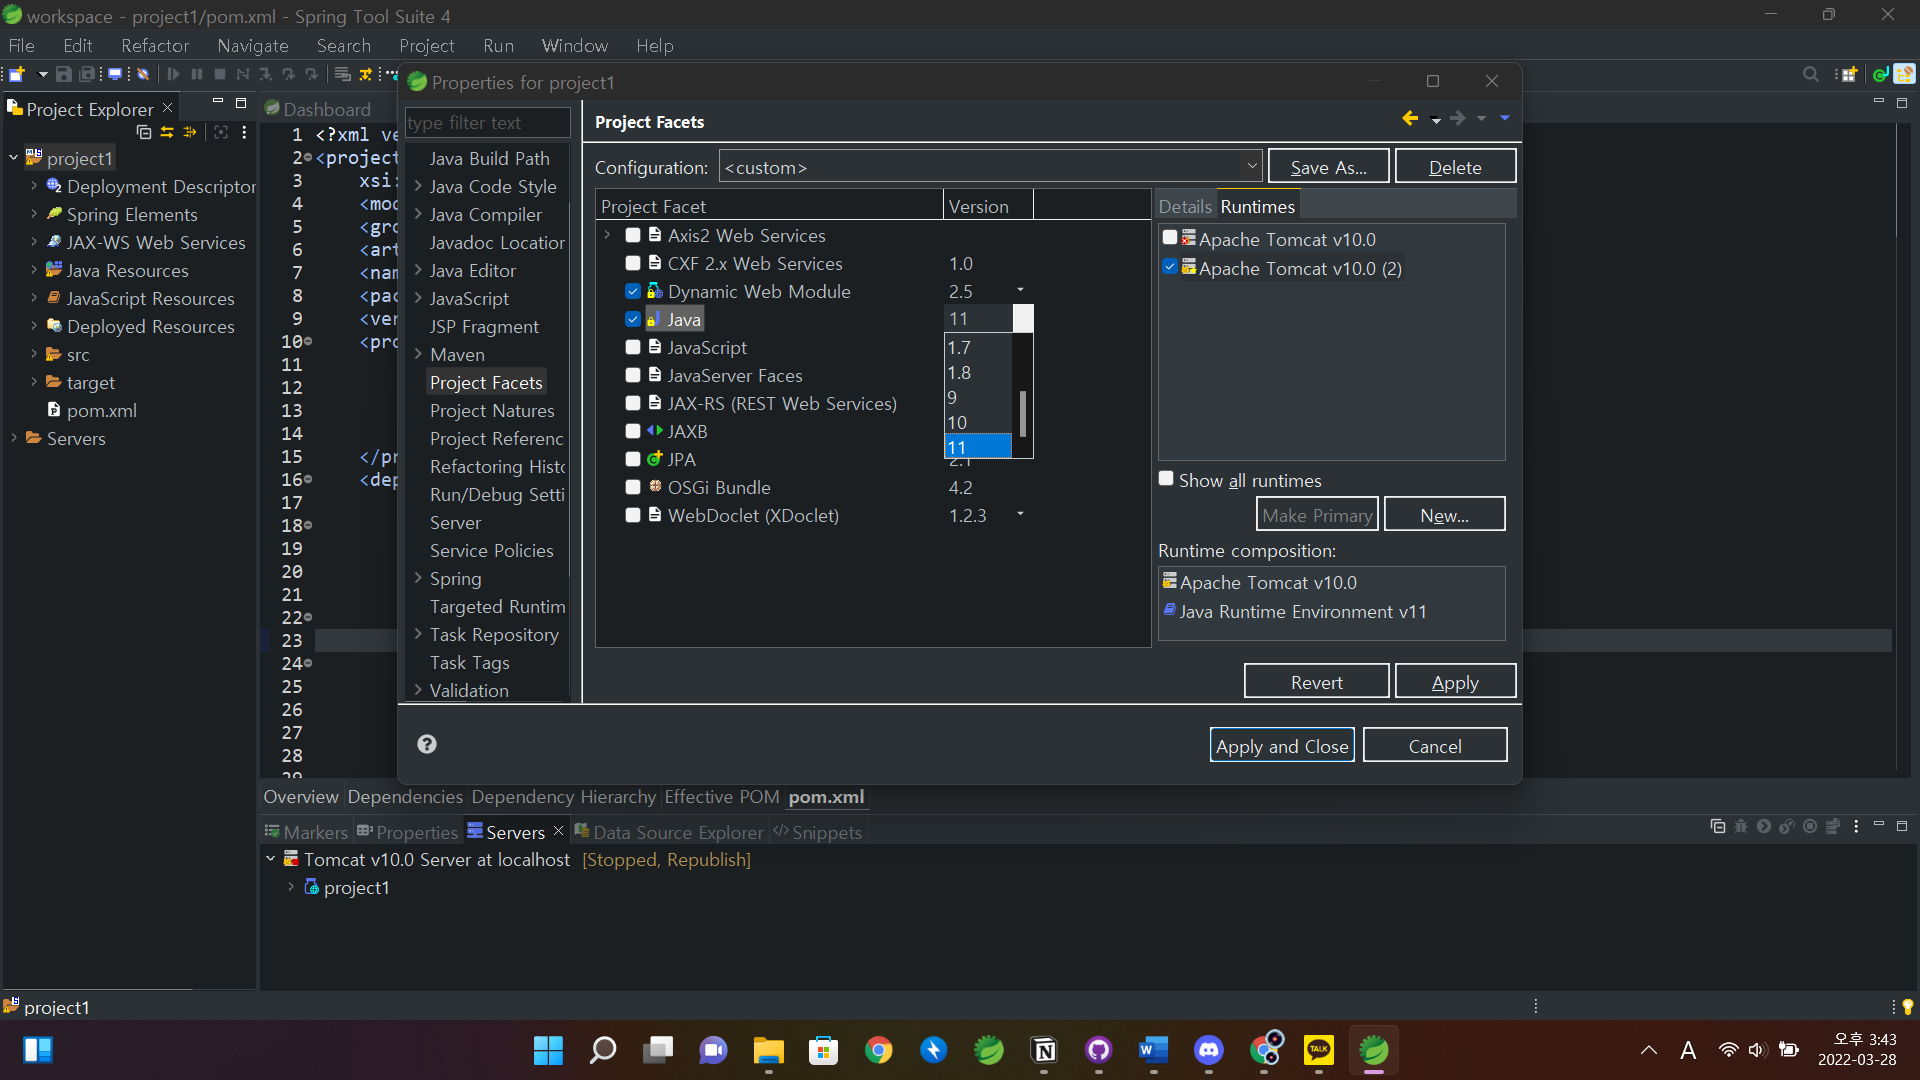 workspace - project1/pom.xml - Spring Tool Suite 4
File Edit Refactor Navigate Search Project Run Window Help
Project Explorer
project1
Deployment Descriptor
Spring Elements
JAX-WS Web Services
Java Resources
JavaScript Resources
Deployed Resources
src
target
pom.xml
Servers
Dashboard
1 <?xml ve
2 <project
3 xsi:
4 <mod
5 <gro
6 <art
7 <nam
8 <pac
9 <ver
10 <pro
11
12
13
14
15 </pr
16 <dep
17
18
19
20
21
22
23
24
25
26
27
28
29
Properties for project1
type filter text
Java Build Path
Java Code Style
Java Compiler
Javadoc Location
Java Editor
JavaScript
JSP Fragment
Maven
Project Facets
Project Natures
Project Referenc
Refactoring Histo
Run/Debug Setti
Server
Service Policies
Spring
Targeted Runtim
Task Repository
Task Tags
Validation
Project Facets
Configuration: <custom> Save As... Delete
Project Facet Version
Axis2 Web Services
CXF 2.x Web Services 1.0
Dynamic Web Module 2.5
Java 11
JavaScript 1.7
JavaServer Faces 1.8
JAX-RS (REST Web Services) 9
JAXB 10
11
JPA 2.1
OSGi Bundle 4.2
WebDoclet (XDoclet) 1.2.3
Details Runtimes
Apache Tomcat v10.0
Apache Tomcat v10.0 (2)
Show all runtimes
Make Primary New...
Runtime composition:
Apache Tomcat v10.0
Java Runtime Environment v11
Revert Apply
Apply and Close Cancel
Overview Dependencies Dependency Hierarchy Effective POM pom.xml
Markers Properties Servers Data Source Explorer Snippets
Tomcat v10.0 Server at localhost [Stopped, Republish]
project1
project1
TALK
A
오후 3:43
2022-03-28